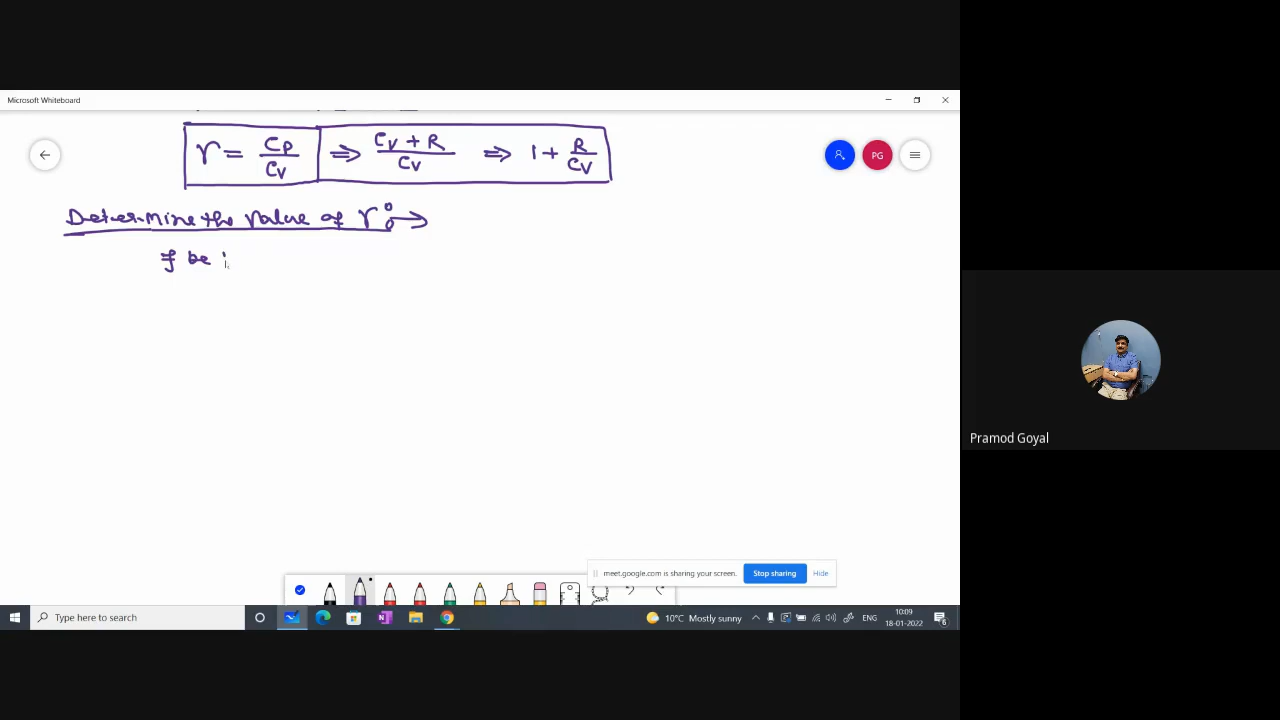 Microsoft Whiteboard
γ = Cp/Cv ⇒ Cv + R/Cv ⇒ 1 + R/Cv
PG
Determine the value of γ :→
if be i
Pramod Goyal
meet.google.com is sharing your screen. Stop sharing Hide
Type here to search
10°C Mostly sunny ENG 10:09
18-01-2022
6